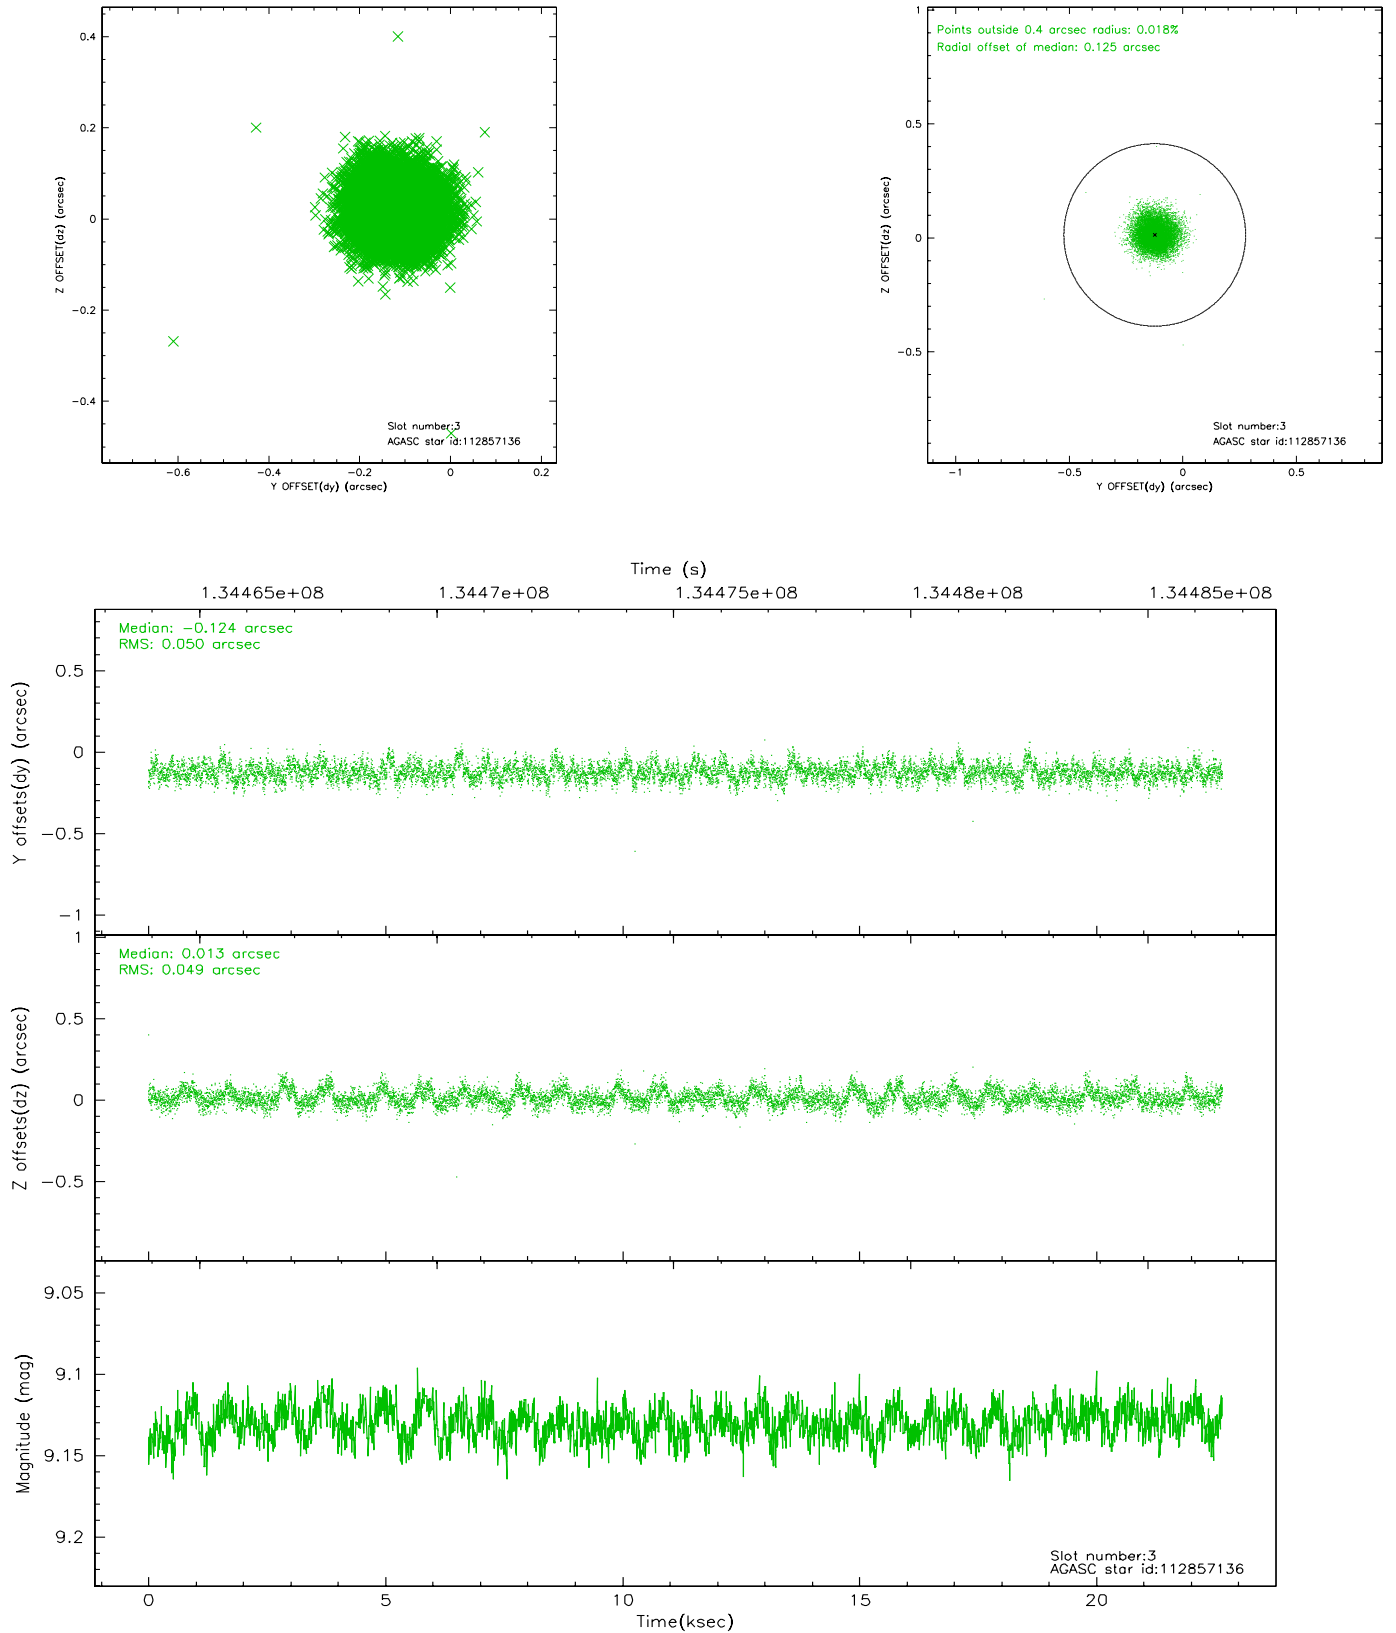 0.4
0.2
0
−0.2
−0.4
Z OFFSET(dz) (arcsec)
Slot number:3
AGASC star id:112857136
−0.6 −0.4 −0.2 0 0.2
Y OFFSET(dy) (arcsec)
Points outside 0.4 arcsec radius: 0.018%
Radial offset of median: 0.125 arcsec
1
0.5
0
−0.5
Z OFFSET(dz) (arcsec)
Slot number:3
AGASC star id:112857136
−1 −0.5 0 0.5
Y OFFSET(dy) (arcsec)
Time (s)
1.34465e+08 1.3447e+08 1.34475e+08 1.3448e+08 1.34485e+08
Median: −0.124 arcsec
RMS: 0.050 arcsec
0.5
0
−0.5
−1
Y offsets(dy) (arcsec)
Median: 0.013 arcsec
RMS: 0.049 arcsec
1
0.5
0
−0.5
Z offsets(dz) (arcsec)
9.05
9.1
9.15
9.2
Magnitude (mag)
Slot number:3
AGASC star id:112857136
0 5 10 15 20
Time(ksec)